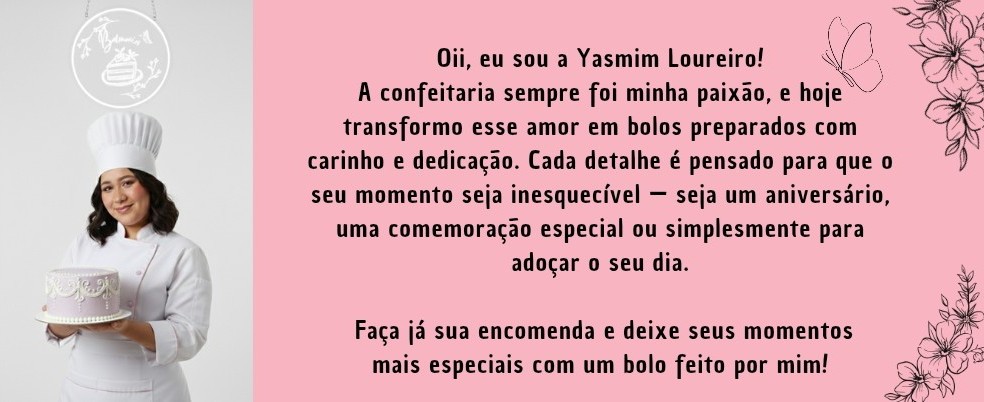 Oii, eu sou a Yasmim Loureiro!
A confeitaria sempre foi minha paixão, e hoje
transformo esse amor em bolos preparados com
carinho e dedicação. Cada detalhe é pensado para que o
seu momento seja inesquecível — seja um aniversário,
uma comemoração especial ou simplesmente para
adoçar o seu dia.
Faça já sua encomenda e deixe seus momentos
mais especiais com um bolo feito por mim!